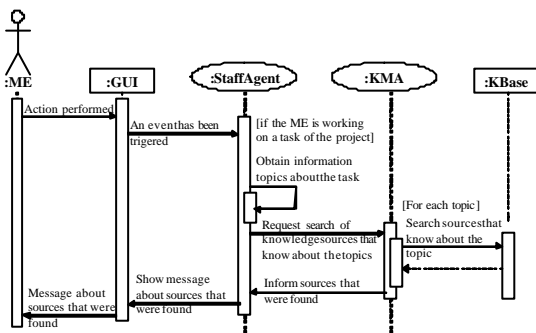 :ME
:GUI
:StaffAgent
:KMA
:KBase
Action performed
An eventhas been
trigered
[if the ME is working
on a task of the project]
Obtain information
topics aboutthe task
[For each topic]
Request search of
knowledgesources that
know about the topics
Search sourcesthat
know about the
topic
Inform sources that
were found
Show message
about sources that
were found
Message about
sources that were
found